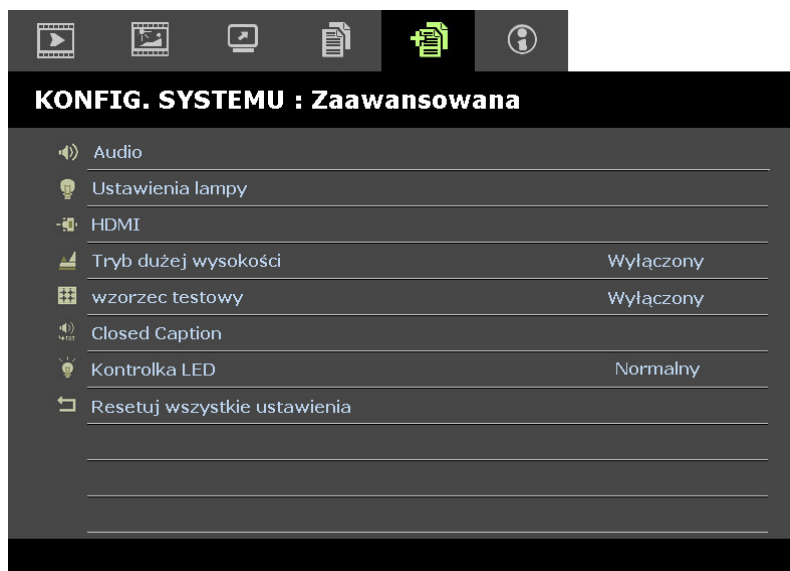 KONFIG. SYSTEMU : Zaawansowana
Audio
Ustawienia lampy
HDMI
Tryb dużej wysokości Wyłączony
wzorzec testowy Wyłączony
Closed Caption
Kontrolka LED Normalny
Resetuj wszystkie ustawienia